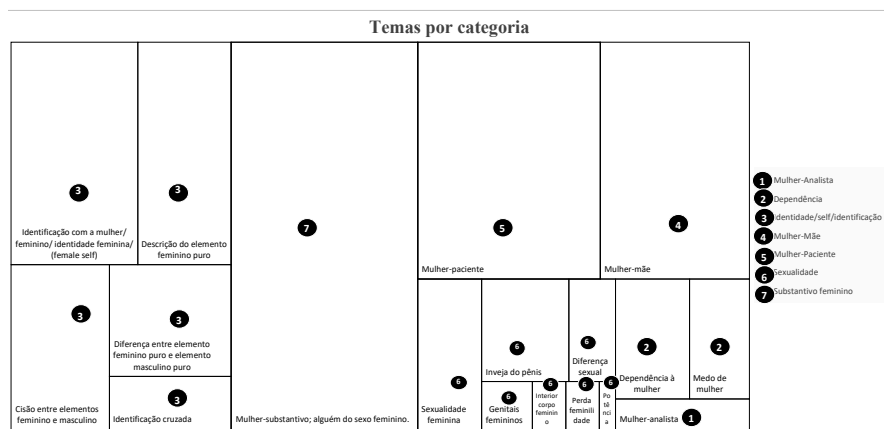 Temas por categoria
3
Identificação com a mulher/
feminino/ identidade feminina/
(female self)
3
Descrição do elemento
feminino puro
3
Cisão entre elementos
feminino e masculino
3
Diferença entre elemento
feminino puro e elemento
masculino puro
3
Identificação cruzada
7
Mulher-substantivo; alguém do sexo feminino.
5
Mulher-paciente
4
Mulher-mãe
6
Sexualidade
feminina
6
Inveja do pênis
6
Diferença
sexual
6
Genitais
femininos
6
Interior
corpo
feminin
o
6
Perda
feminili
dade
6
Po
tê
nci
a
2
Dependência à
mulher
2
Medo de
mulher
Mulher-analista 1
1 Mulher-Analista
2 Dependência
3 Identidade/self/identificação
4 Mulher-Mãe
5 Mulher-Paciente
6 Sexualidade
7 Substantivo feminino